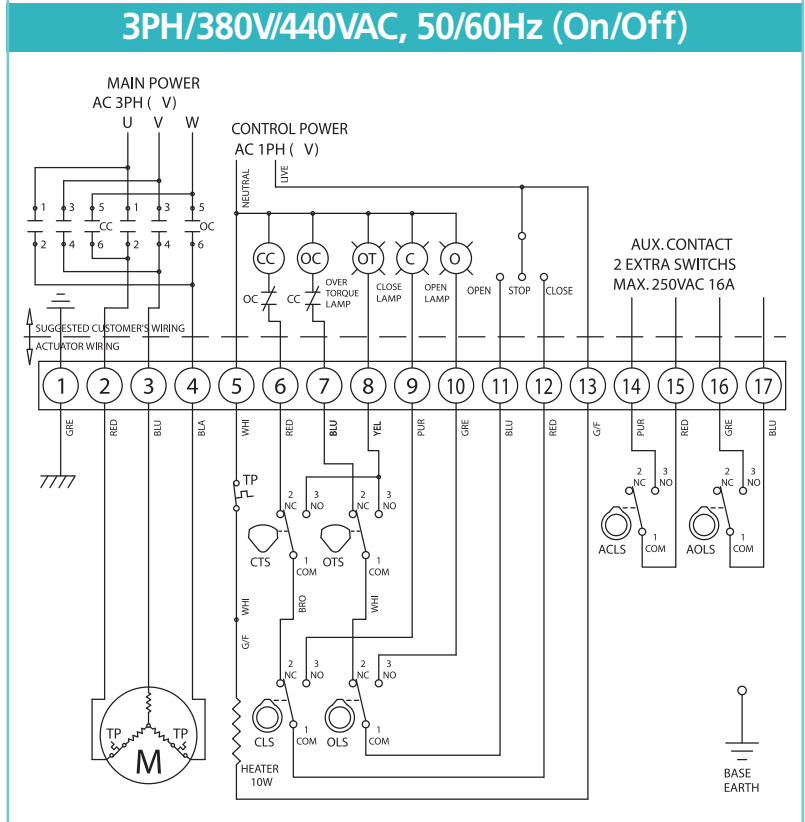 3PH/380V/440VAC, 50/60Hz (On/Off)
MAIN POWER
AC 3PH ( V)
U V W
CONTROL POWER
AC 1PH ( V)
NEUTRAL
LIVE
1 3 5 1 3 5
CC OC
2 4 6 2 4 6
CC OC OT C O
OC CC
OVER
TORQUE
LAMP
CLOSE
LAMP
OPEN
LAMP
OPEN STOP CLOSE
AUX. CONTACT
2 EXTRA SWITCHS
MAX. 250VAC 16A
SUGGESTED CUSTOMER'S WIRING
ACTUATOR WIRING
1 2 3 4 5 6 7 8 9 10 11 12 13 14 15 16 17
GRE RED BLU BLA WHI RED BLU YEL PUR GRE BLU RED G/F PUR RED GRE BLU
TP
2 NC 3 NO
1 COM
CTS
2 NC 3 NO
1 COM
OTS
2 NC 3 NO
1 COM
ACLS
2 NC 3 NO
1 COM
AOLS
WHI
BRO
WHI
G/F
2 NC 3 NO
1 COM
CLS
2 NC 3 NO
1 COM
OLS
TP TP
M
HEATER
10W
BASE
EARTH